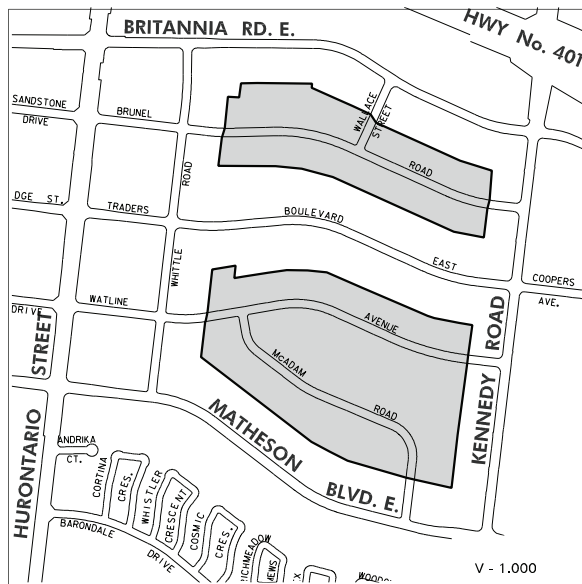 BRITANNIA RD. E.
HWY No. 401
SANDSTONE
DRIVE
BRUNEL
ROAD
WALLACE
STREET
ROAD
DGE ST.
TRADERS
BOULEVARD
EAST
COOPERS
AVE.
WHITTLE
ROAD
DRIVE
WATLINE
AVENUE
HURONTARIO
STREET
McADAM
ROAD
KENNEDY
MATHESON
BLVD. E.
ANDRIKA
CT.
CORTINA
CRES.
WHISTLER
CRESCENT
COSMIC
CRES.
BARONDALE
DRIVE
RICHMEADOW
MEWS
X
WOODG
V - 1.000